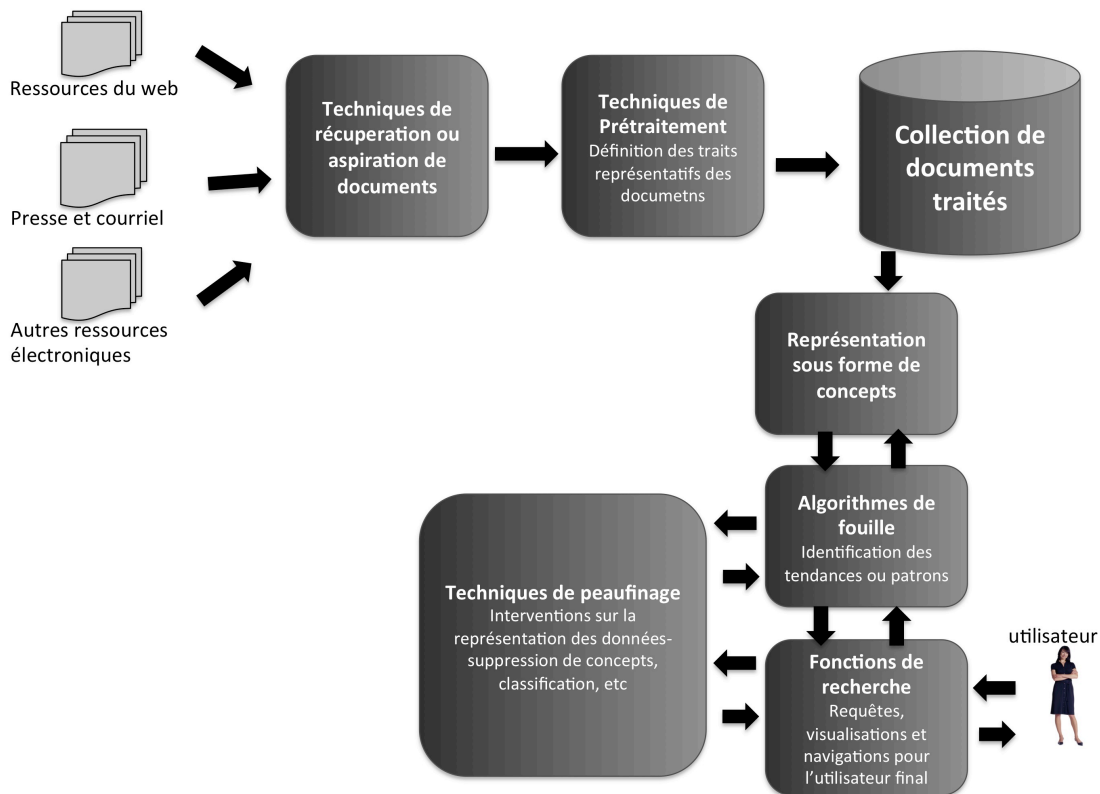 Ressources du web
Presse et courriel
Autres ressources
électroniques
Techniques de
récuperation ou
aspiration de
documents
Techniques de
Prétraitement
Définition des traits
représentatifs des
documetns
Collection de
documents
traités
Représentation
sous forme de
concepts
Algorithmes de
fouille
Identification des
tendances ou patrons
Techniques de peaufinage
Interventions sur la
représentation des données-
suppression de concepts,
classification, etc
Fonctions de
recherche
Requêtes,
visualisations et
navigations pour
l'utilisateur final
utilisateur